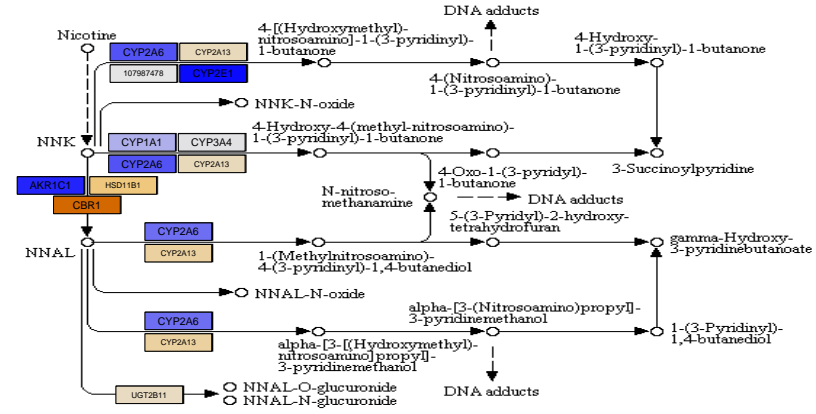 DNA adducts
Nicotine
4-[(Hydroxymethyl)-
nitrosoamino]-1-(3-pyridinyl)-
1-butanone
4-Hydroxy-
1-(3-pyridinyl)-1-butanone
CYP2A6
CYP2A13
107987478
CYP2E1
4-(Nitrosoamino)-
1-(3-pyridinyl)-1-butanone
NNK-N-oxide
NNK
CYP1A1
CYP3A4
CYP2A6
CYP2A13
4-Hydroxy-4-(methyl-nitrosoamino)-
1-(3-pyridinyl)-1-butanone
3-Succinoylpyridine
AKR1C1
HSD11B1
CBR1
4-Oxo-1-(3-pyridyl)-
1-butanone
N-nitroso-
methanamine
DNA adducts
5-(3-Pyridyl)-2-hydroxy-
tetrahydrofuran
NNAL
CYP2A6
CYP2A13
1-(Methylnitrosoamino)-
4-(3-pyridinyl)-1,4-butanediol
gamma-Hydroxy-
3-pyridinebutanoate
NNAL-N-oxide
alpha-[3-(Nitrosoamino)propyl]-
3-pyridinemethanol
CYP2A6
CYP2A13
alpha-[3-[(Hydroxymethyl)-
nitrosoamino]propyl]-
3-pyridinemethanol
1-(3-Pyridinyl)-
1,4-butanediol
DNA adducts
UGT2B11
NNAL-O-glucuronide
NNAL-N-glucuronide